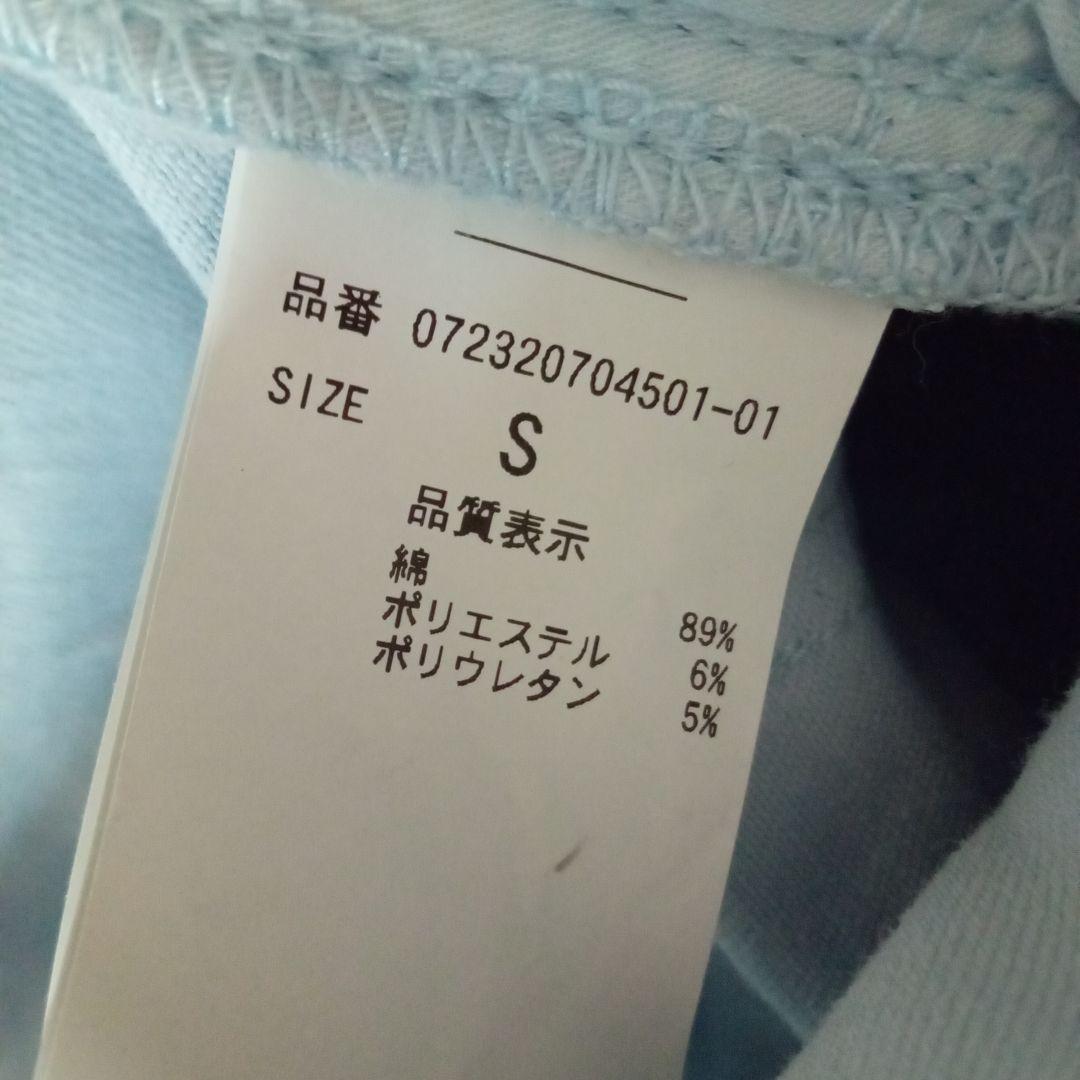 品番 072320704501-01
SIZE S
品質表示
綿 89%
ポリエステル 6%
ポリウレタン 5%